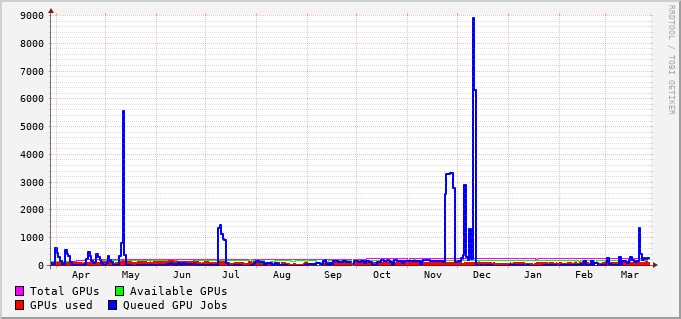 9000
8000
7000
6000
5000
4000
3000
2000
1000
0
Apr May Jun Jul Aug Sep Oct Nov Dec Jan Feb Mar
RRDTOOL / TOBI OETIKER
Total GPUs Available GPUs
GPUs used Queued GPU Jobs